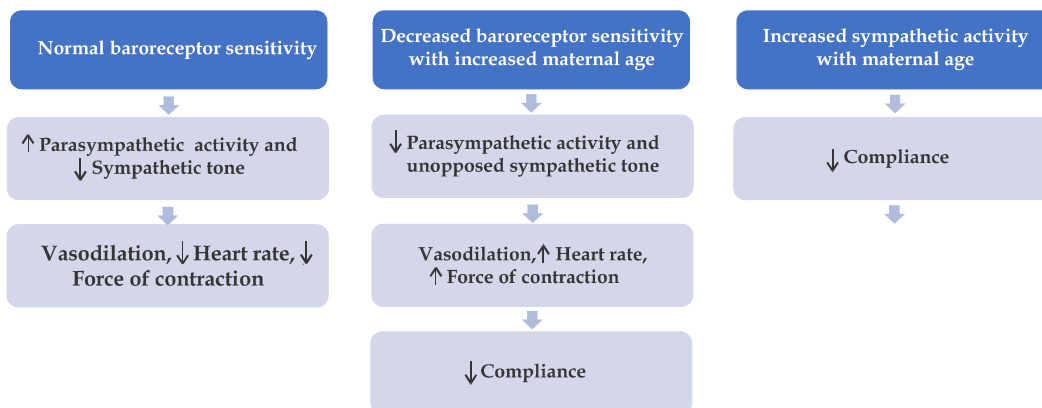 Normal baroreceptor sensitivity
↑ Parasympathetic activity and
↓ Sympathetic tone
Vasodilation, ↓ Heart rate, ↓
Force of contraction
Decreased baroreceptor sensitivity
with increased maternal age
↓ Parasympathetic activity and
unopposed sympathetic tone
Vasodilation,↑ Heart rate,
↑ Force of contraction
↓ Compliance
Increased sympathetic activity
with maternal age
↓ Compliance